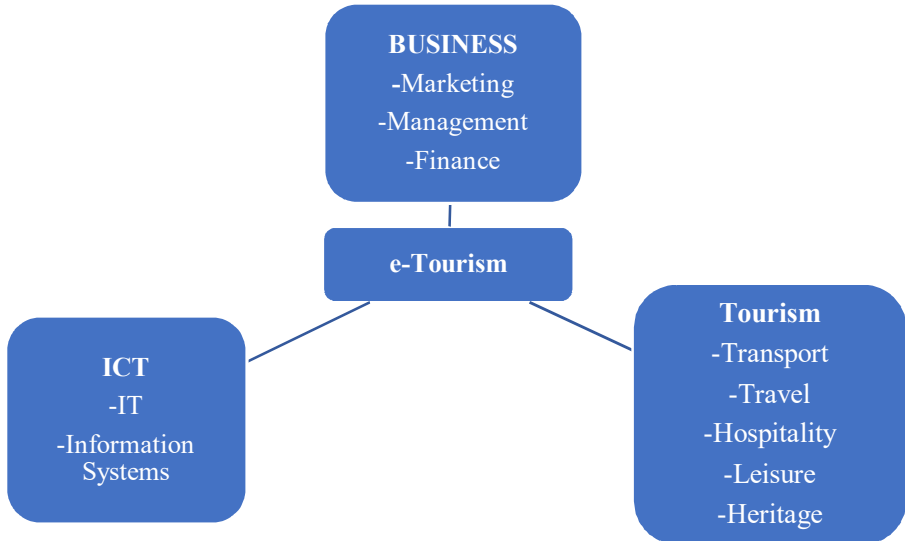 BUSINESS
-Marketing
-Management
-Finance
e-Tourism
ICT
-IT
-Information
Systems
Tourism
-Transport
-Travel
-Hospitality
-Leisure
-Heritage